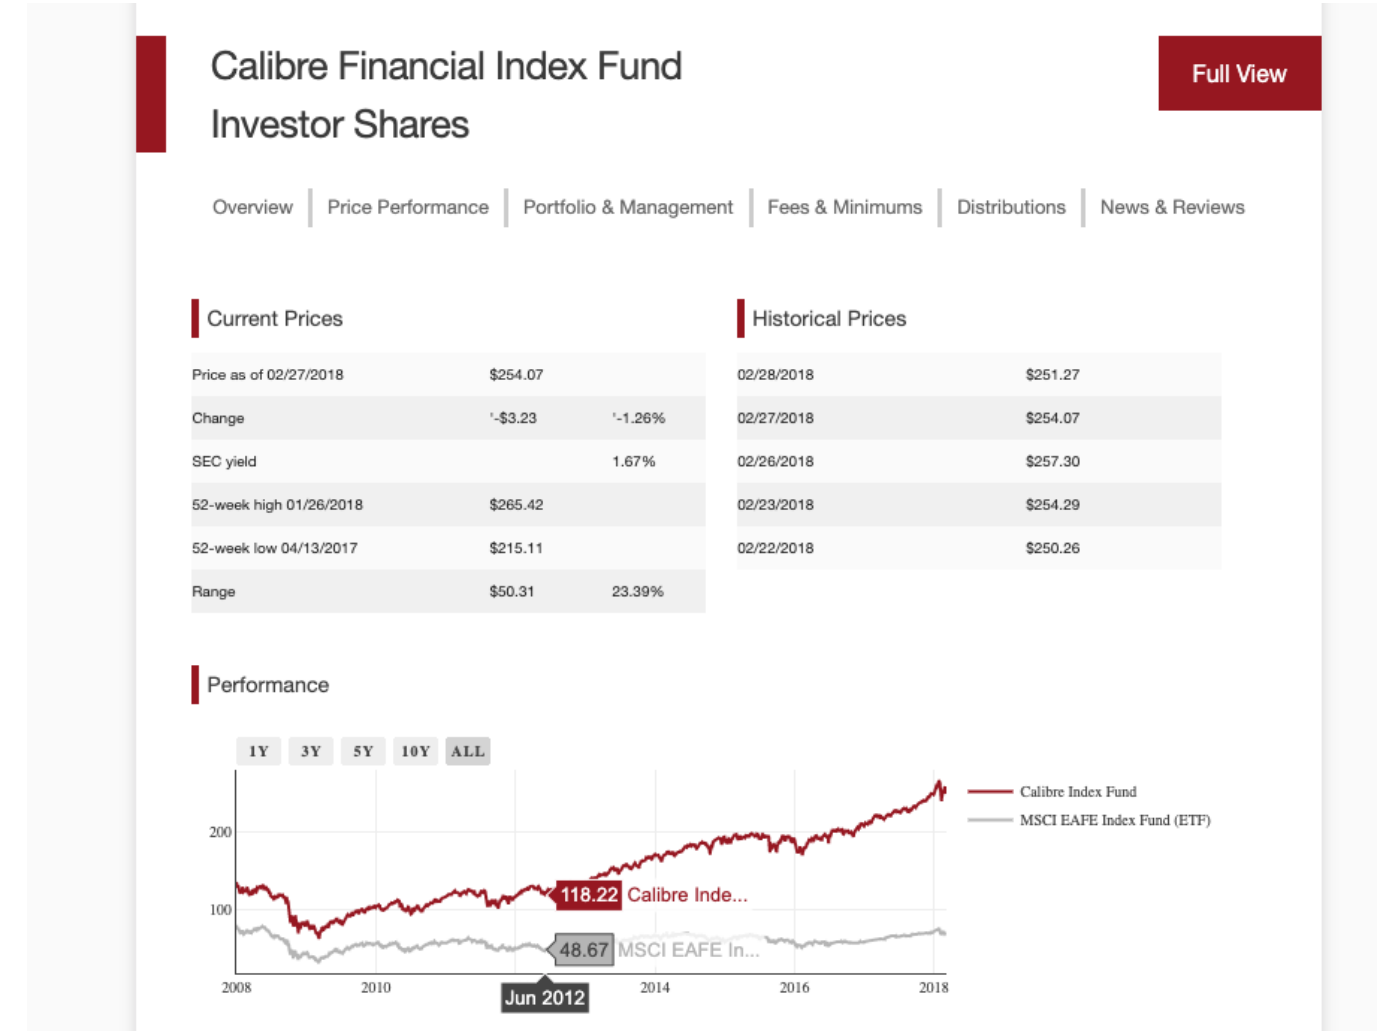 Calibre Financial Index Fund
Investor Shares
Full View
Overview Price Performance Portfolio & Management Fees & Minimums Distributions News & Reviews
Current Prices
Price as of 02/27/2018 $254.07
Change '-$3.23 '-1.26%
SEC yield 1.67%
52-week high 01/26/2018 $265.42
52-week low 04/13/2017 $215.11
Range $50.31 23.39%
Historical Prices
02/28/2018 $251.27
02/27/2018 $254.07
02/26/2018 $257.30
02/23/2018 $254.29
02/22/2018 $250.26
Performance
1Y 3Y 5Y 10Y ALL
Calibre Index Fund
MSCI EAFE Index Fund (ETF)
200
100
118.22 Calibre Inde...
48.67 MSCI EAFE In...
2008 2010 Jun 2012 2014 2016 2018